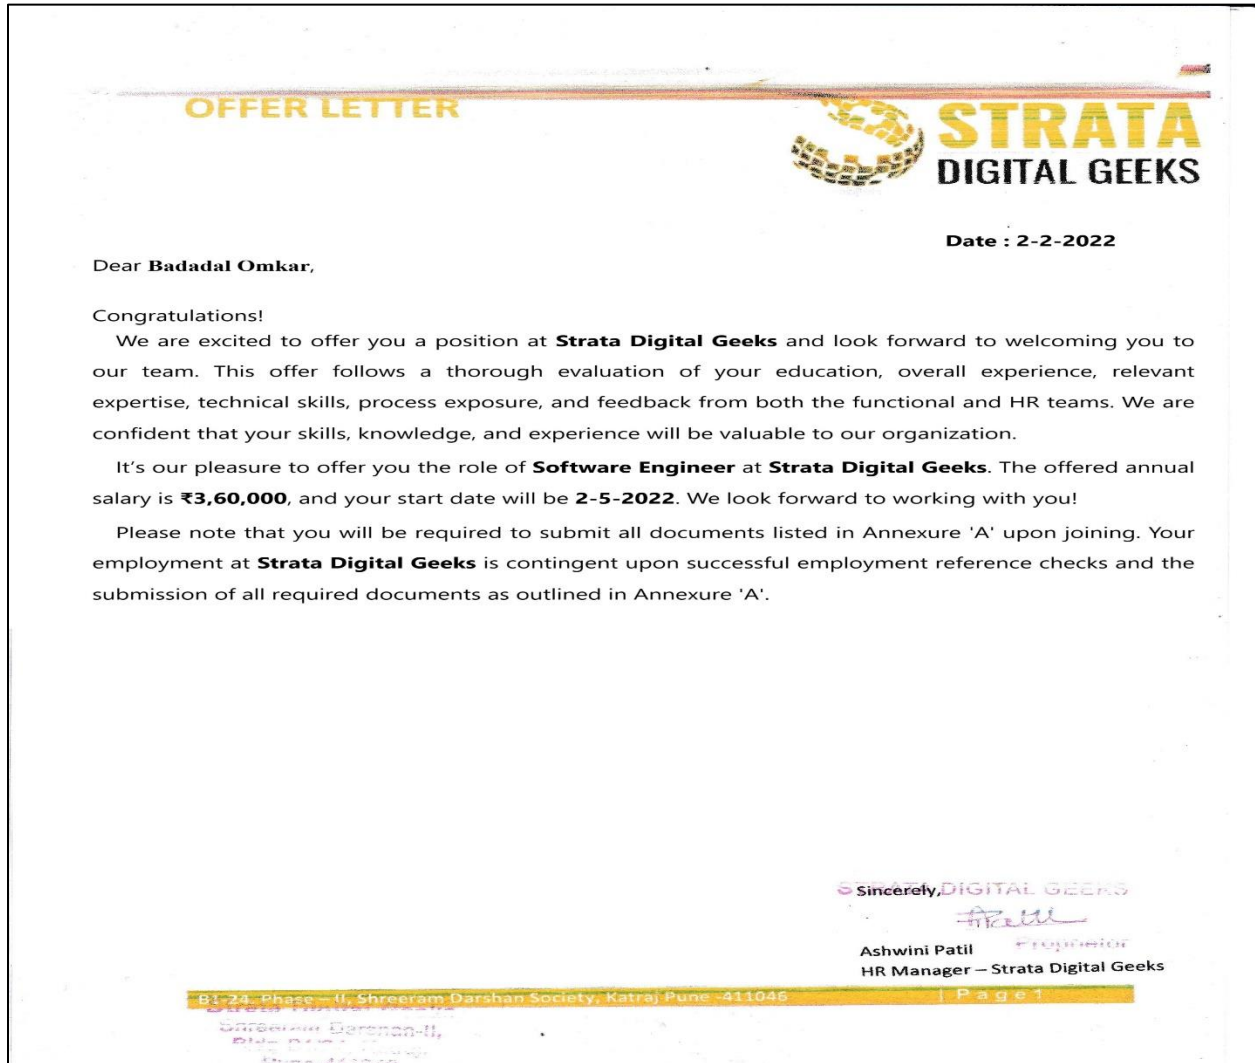 OFFER LETTER
STRATA
DIGITAL GEEKS
Date : 2-2-2022
Dear Badadal Omkar,
Congratulations!
We are excited to offer you a position at Strata Digital Geeks and look forward to welcoming you to
our team. This offer follows a thorough evaluation of your education, overall experience, relevant
expertise, technical skills, process exposure, and feedback from both the functional and HR teams. We are
confident that your skills, knowledge, and experience will be valuable to our organization.
It's our pleasure to offer you the role of Software Engineer at Strata Digital Geeks. The offered annual
salary is ₹3,60,000, and your start date will be 2-5-2022. We look forward to working with you!
Please note that you will be required to submit all documents listed in Annexure 'A' upon joining. Your
employment at Strata Digital Geeks is contingent upon successful employment reference checks and the
submission of all required documents as outlined in Annexure 'A'.
STRATA DIGITAL GEEKS
Sincerely,
APatil
Proprietor
Ashwini Patil
HR Manager – Strata Digital Geeks
B1-24, Phase – II, Shreeram Darshan Society, Katraj Pune -411046 | Page1